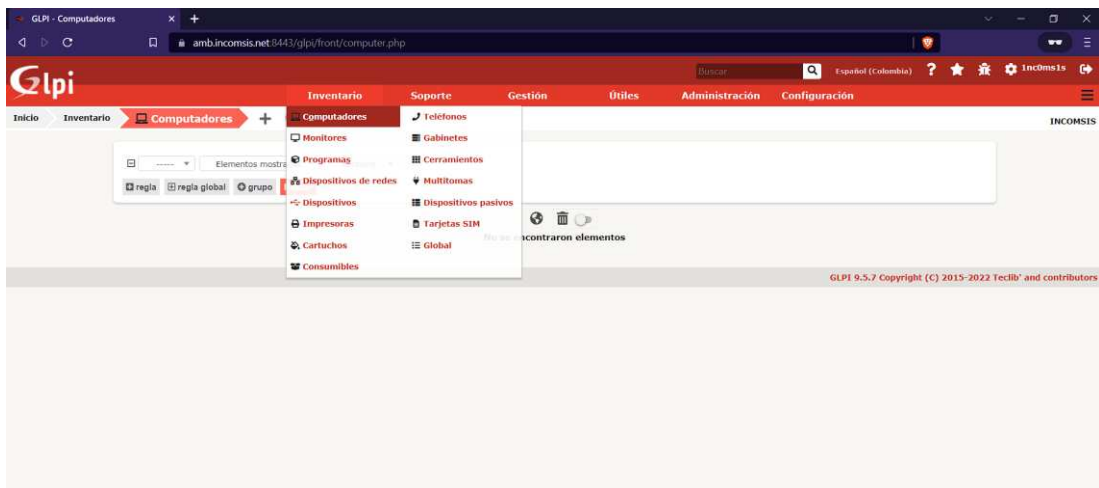 GLPI - Computadores
amb.incomsis.net:8443/glpi/front/computer.php
Glpi
Buscar
Español (Colombia)
1nc0ms1s
Inventario Soporte Gestión Útiles Administración Configuración
Inicio Inventario Computadores
INCOMSIS
Computadores Teléfonos
Monitores Gabinetes
Programas Cerramientos
Dispositivos de redes Multitomas
Dispositivos Dispositivos pasivos
Impresoras Tarjetas SIM
Cartuchos Global
Consumibles
----- Elementos mostra
regla regla global grupo
encontraron elementos
GLPI 9.5.7 Copyright (C) 2015-2022 Teclib' and contributors